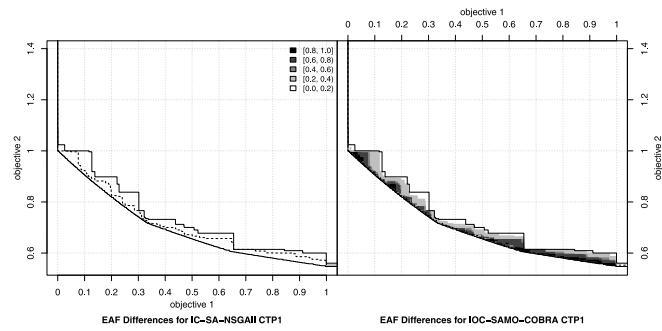 objective 1
0 0.1 0.2 0.3 0.4 0.5 0.6 0.7 0.8 0.9 1
[0.8, 1.0]
[0.6, 0.8)
[0.4, 0.6)
[0.2, 0.4)
[0.0, 0.2)
objective 2
1.4
1.2
1
0.8
0.6
objective 2
1.4
1.2
1
0.8
0.6
0 0.1 0.2 0.3 0.4 0.5 0.6 0.7 0.8 0.9 1
objective 1
EAF Differences for IC-SA-NSGAII CTP1
EAF Differences for IOC-SAMO-COBRA CTP1